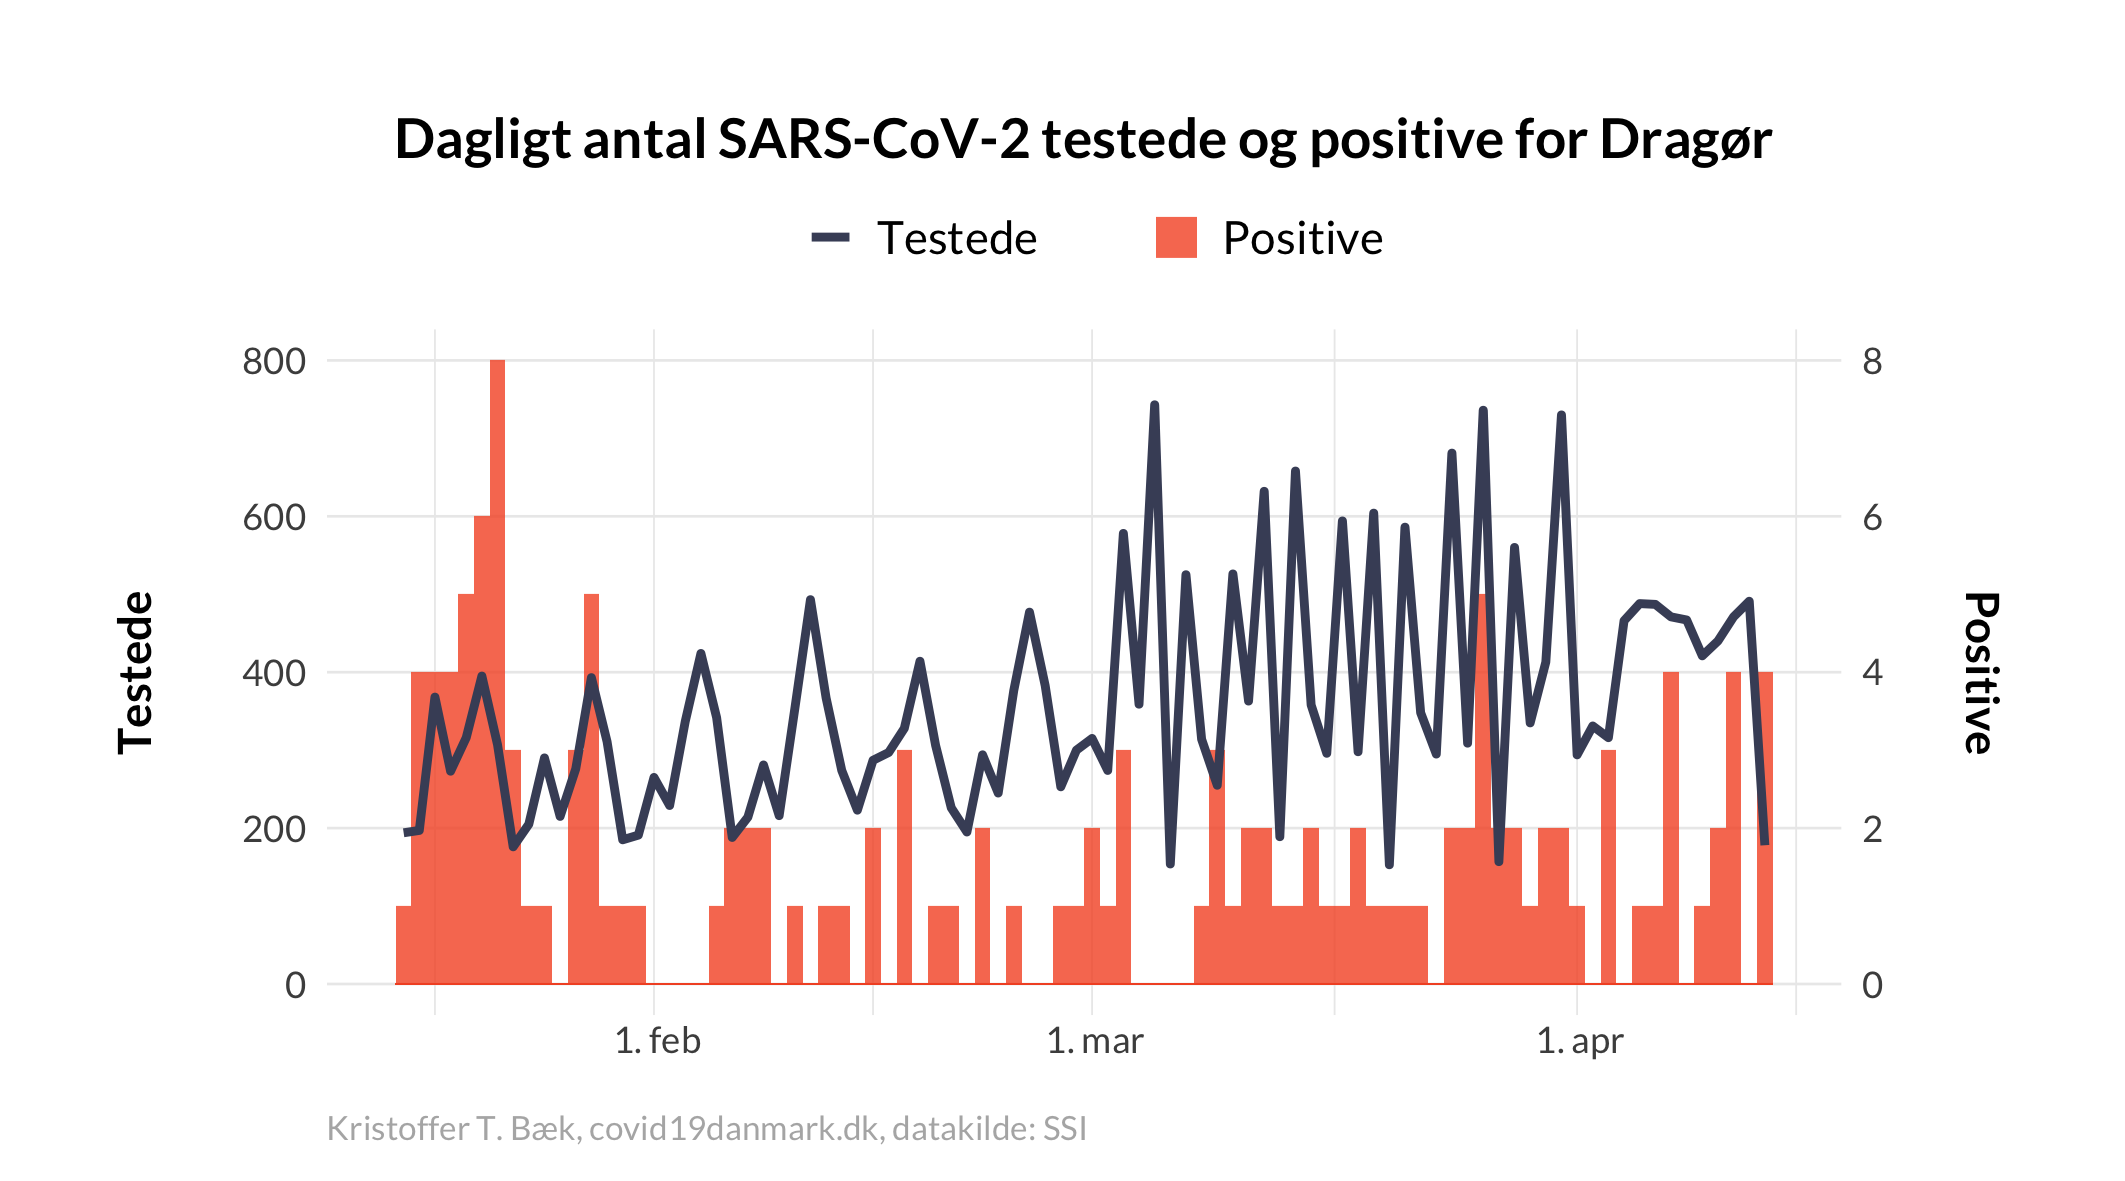 Dagligt antal SARS-CoV-2 testede og positive for Dragør
Testede
Positive
800
600
400
200
0
8
6
4
2
0
Testede
Positive
1. feb
1. mar
1. apr
Kristoffer T. Bæk, covid19danmark.dk, datakilde: SSI